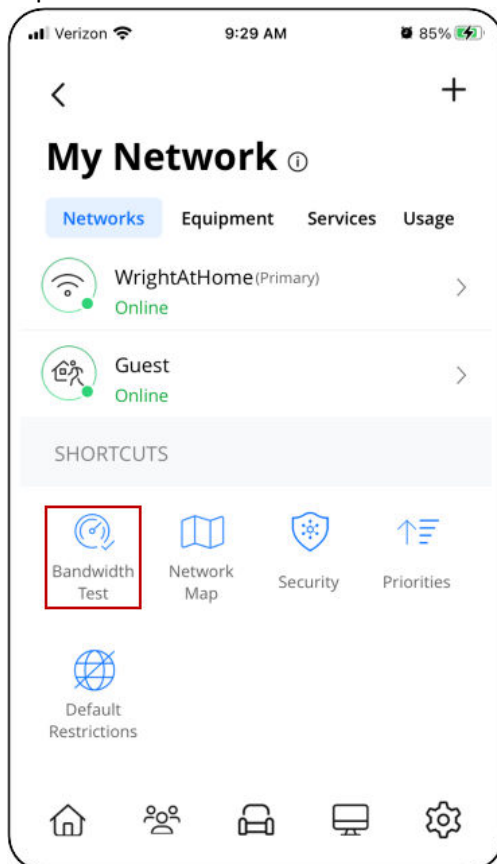 Verizon 9:29 AM 85%
My Network
Networks Equipment Services Usage
WrightAtHome (Primary)
Online
Guest
Online
SHORTCUTS
Bandwidth Test
Network Map
Security
Priorities
Default
Restrictions